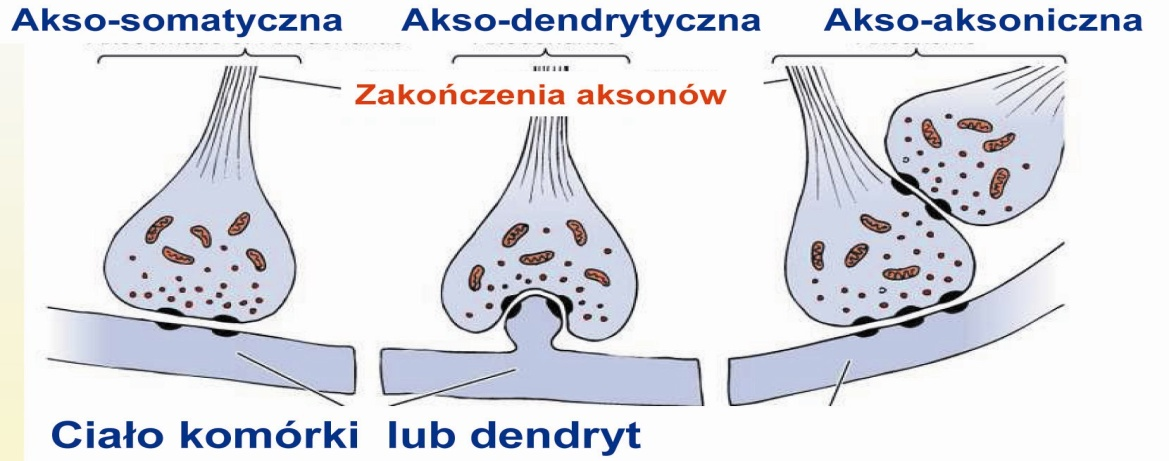 Akso-somatyczna Akso-dendrytyczna Akso-aksoniczna
Zakończenia aksonów
Ciało komórki lub dendryt